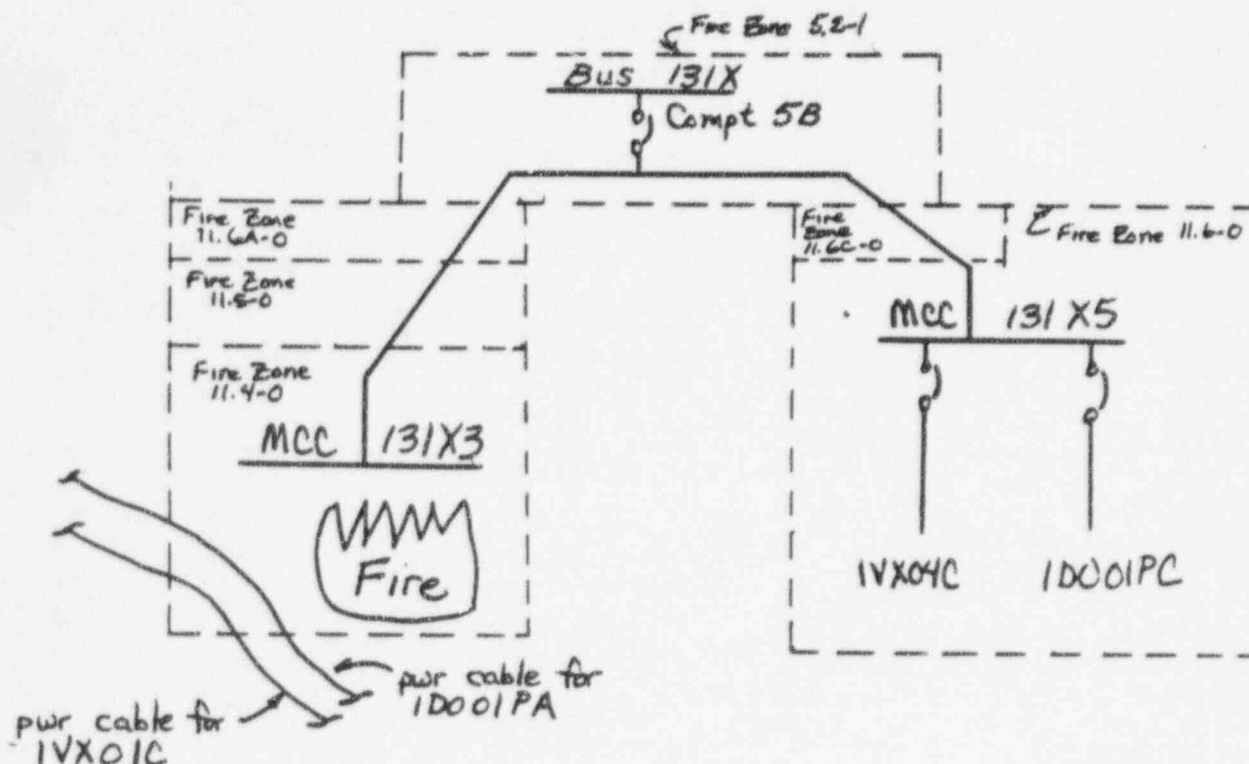 Fire Zone 5.2-1
Bus 131X
Compt 5B
Fire Zone
11.6A-0
Fire Zone
11.5-0
Fire Zone
11.4-0
MCC 131X3
Fire
Fire
Zone
11.6C-0
Fire Zone 11.6-0
MCC 131X5
1VX04C
1DO01PC
pwr cable for
1DO01PA
pwr cable for
1VX01C